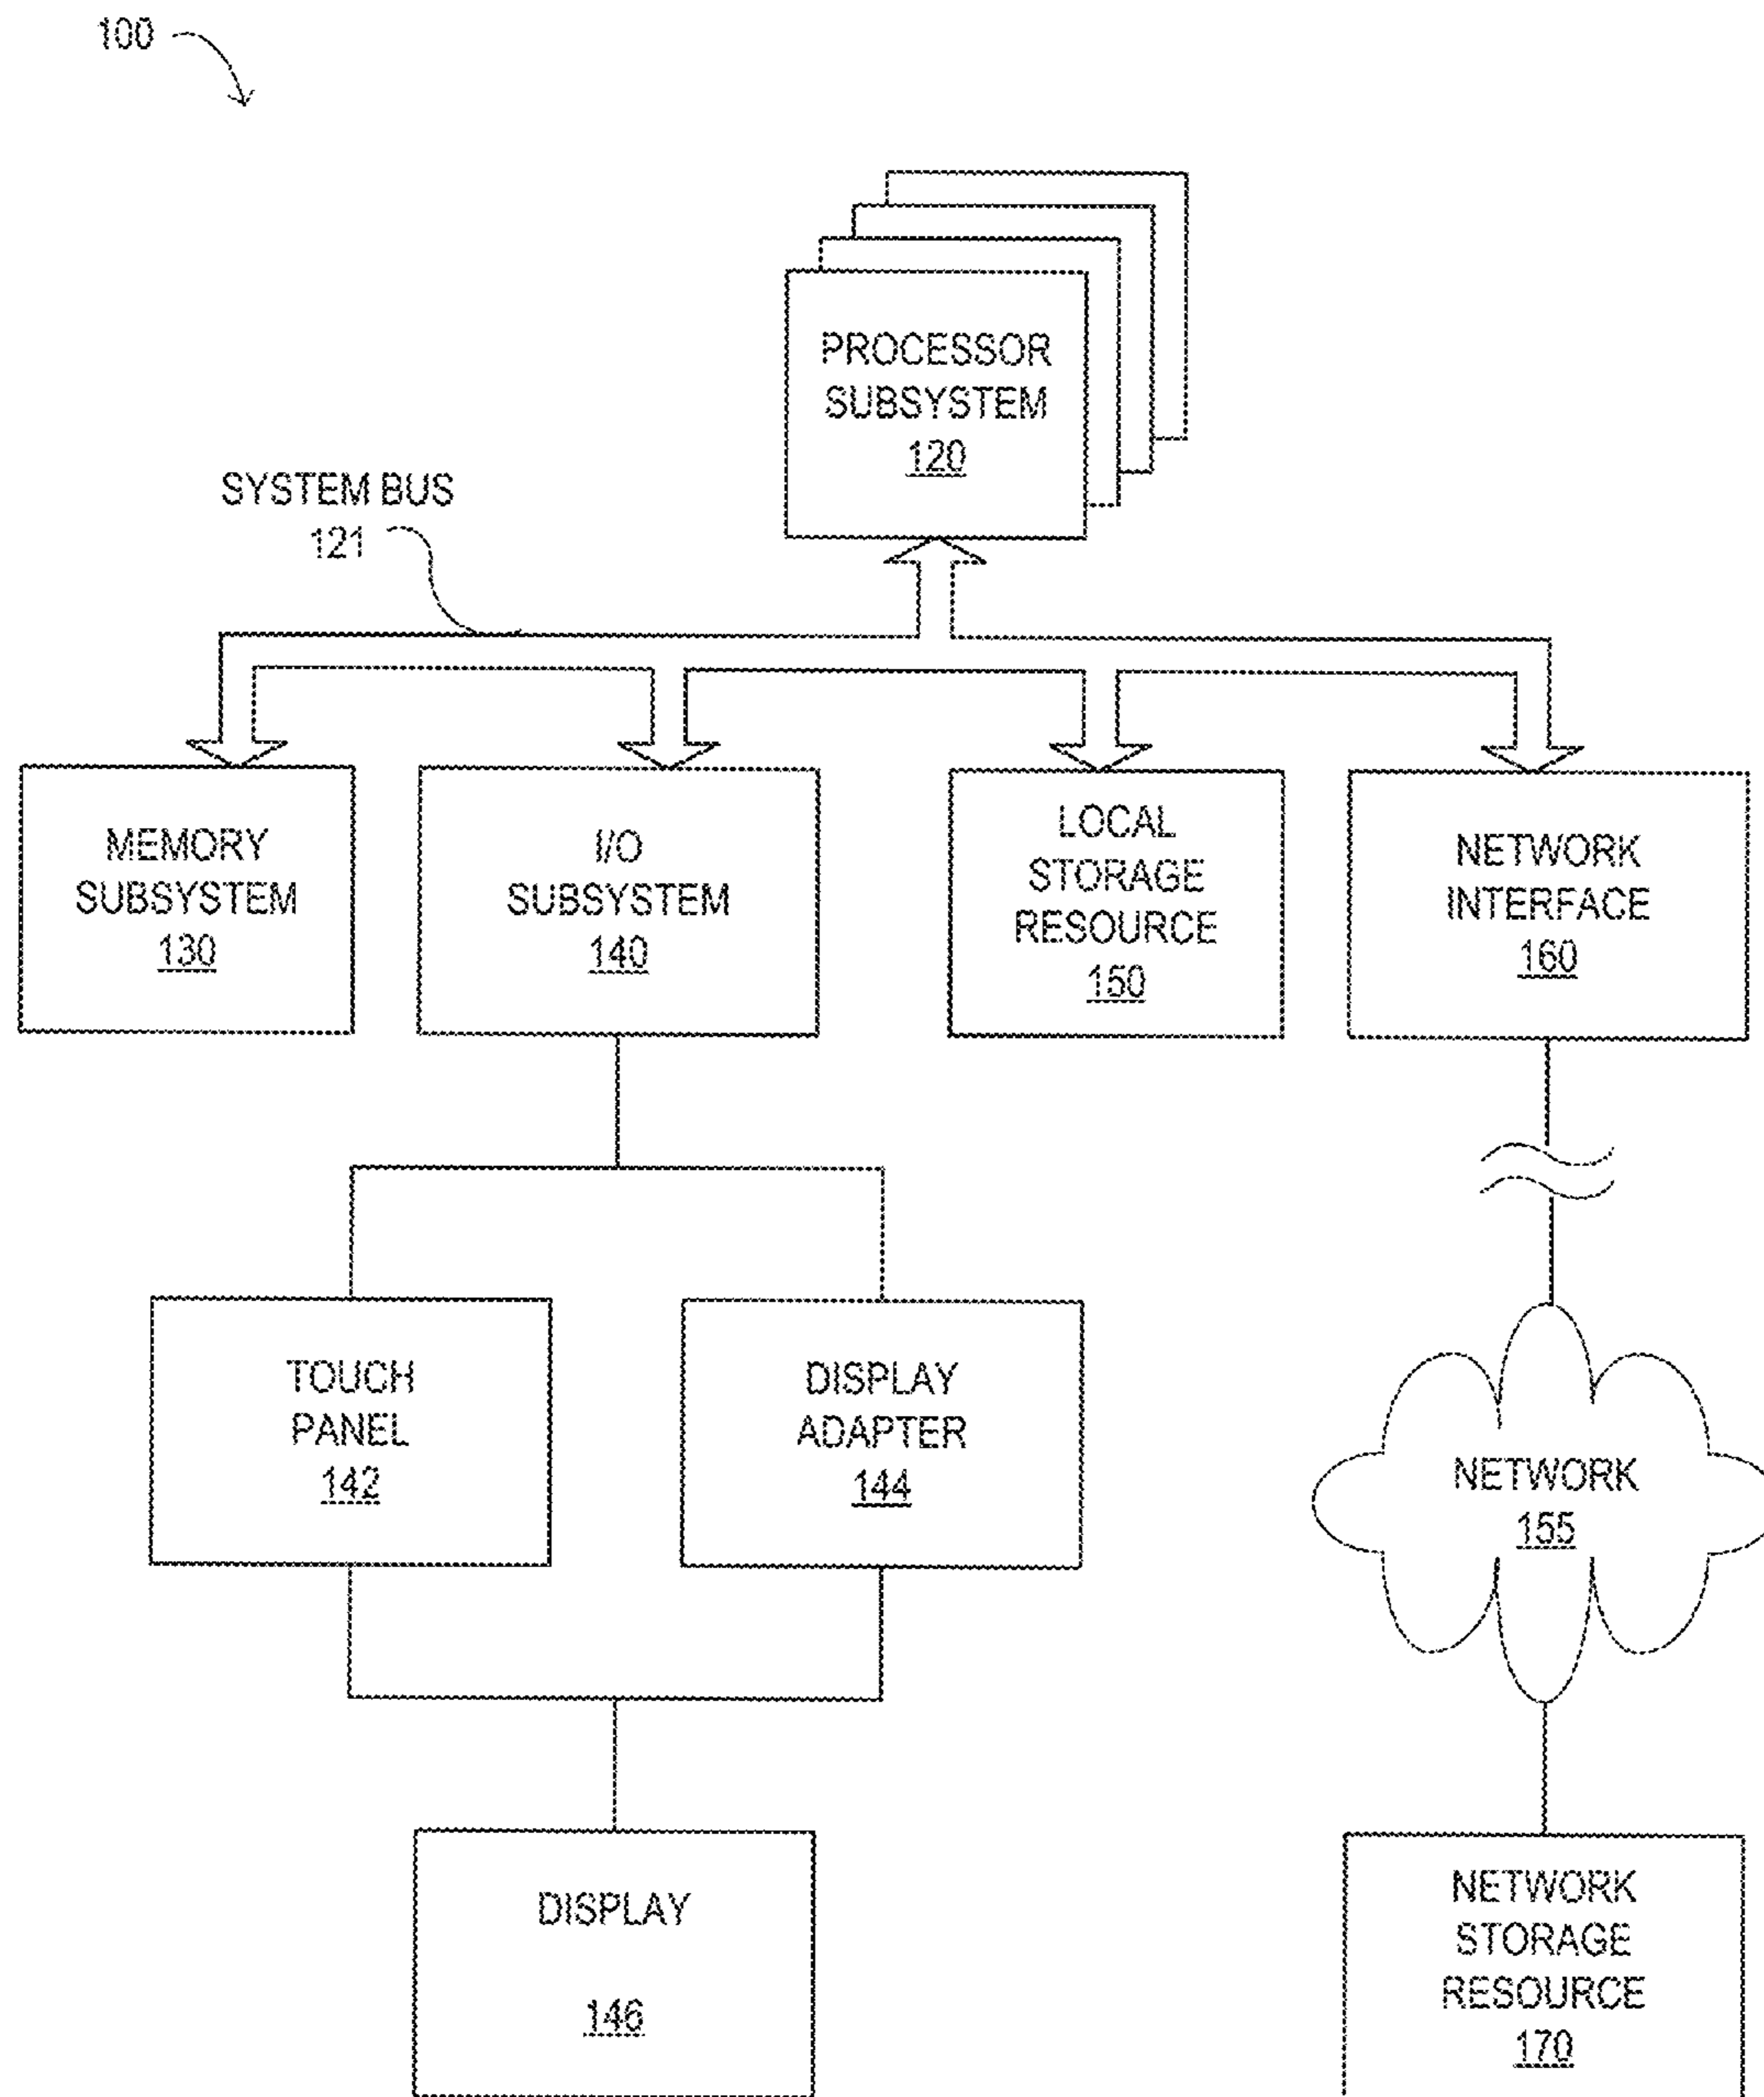 100
PROCESSOR
SUBSYSTEM
120
SYSTEM BUS
121
MEMORY
SUBSYSTEM
130
I/O
SUBSYSTEM
140
LOCAL
STORAGE
RESOURCE
150
NETWORK
INTERFACE
160
TOUCH
PANEL
142
DISPLAY
ADAPTER
144
NETWORK
155
DISPLAY
146
NETWORK
STORAGE
RESOURCE
170